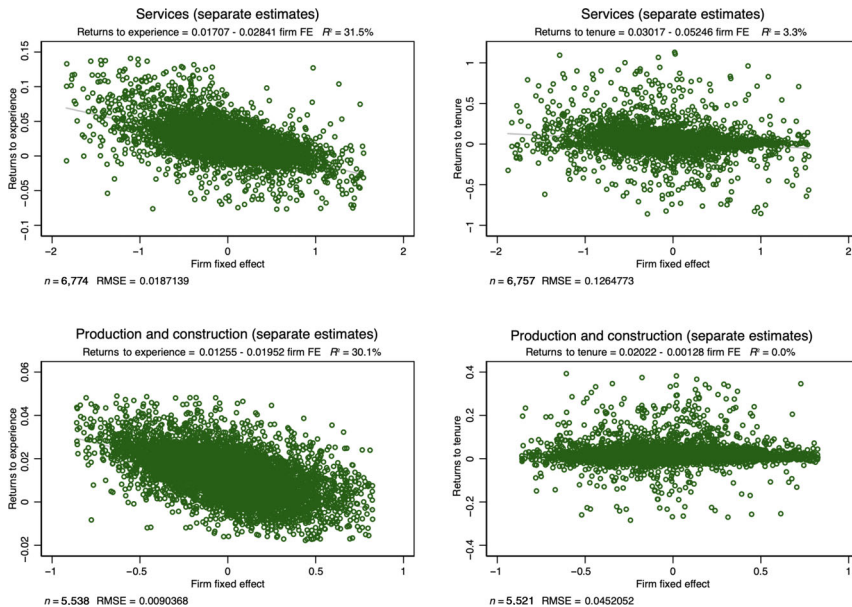 Services (separate estimates)
Returns to experience = 0.01707 - 0.02841 firm FE R² = 31.5%
0.15
0.1
0.05
0
−0.05
−0.1
Returns to experience
−2
−1
0
1
2
Firm fixed effect
n = 6,774 RMSE = 0.0187139
Services (separate estimates)
Returns to tenure = 0.03017 - 0.05246 firm FE R² = 3.3%
1
0.5
0
−0.5
−1
Returns to tenure
−2
−1
0
1
2
Firm fixed effect
n = 6,757 RMSE = 0.1264773
Production and construction (separate estimates)
Returns to experience = 0.01255 - 0.01952 firm FE R² = 30.1%
0.06
0.04
0.02
0
−0.02
Returns to experience
−1
−0.5
0
0.5
1
Firm fixed effect
n = 5,538 RMSE = 0.0090368
Production and construction (separate estimates)
Returns to tenure = 0.02022 - 0.00128 firm FE R² = 0.0%
0.4
0.2
0
−0.2
−0.4
Returns to tenure
−1
−0.5
0
0.5
1
Firm fixed effect
n = 5,521 RMSE = 0.0452052